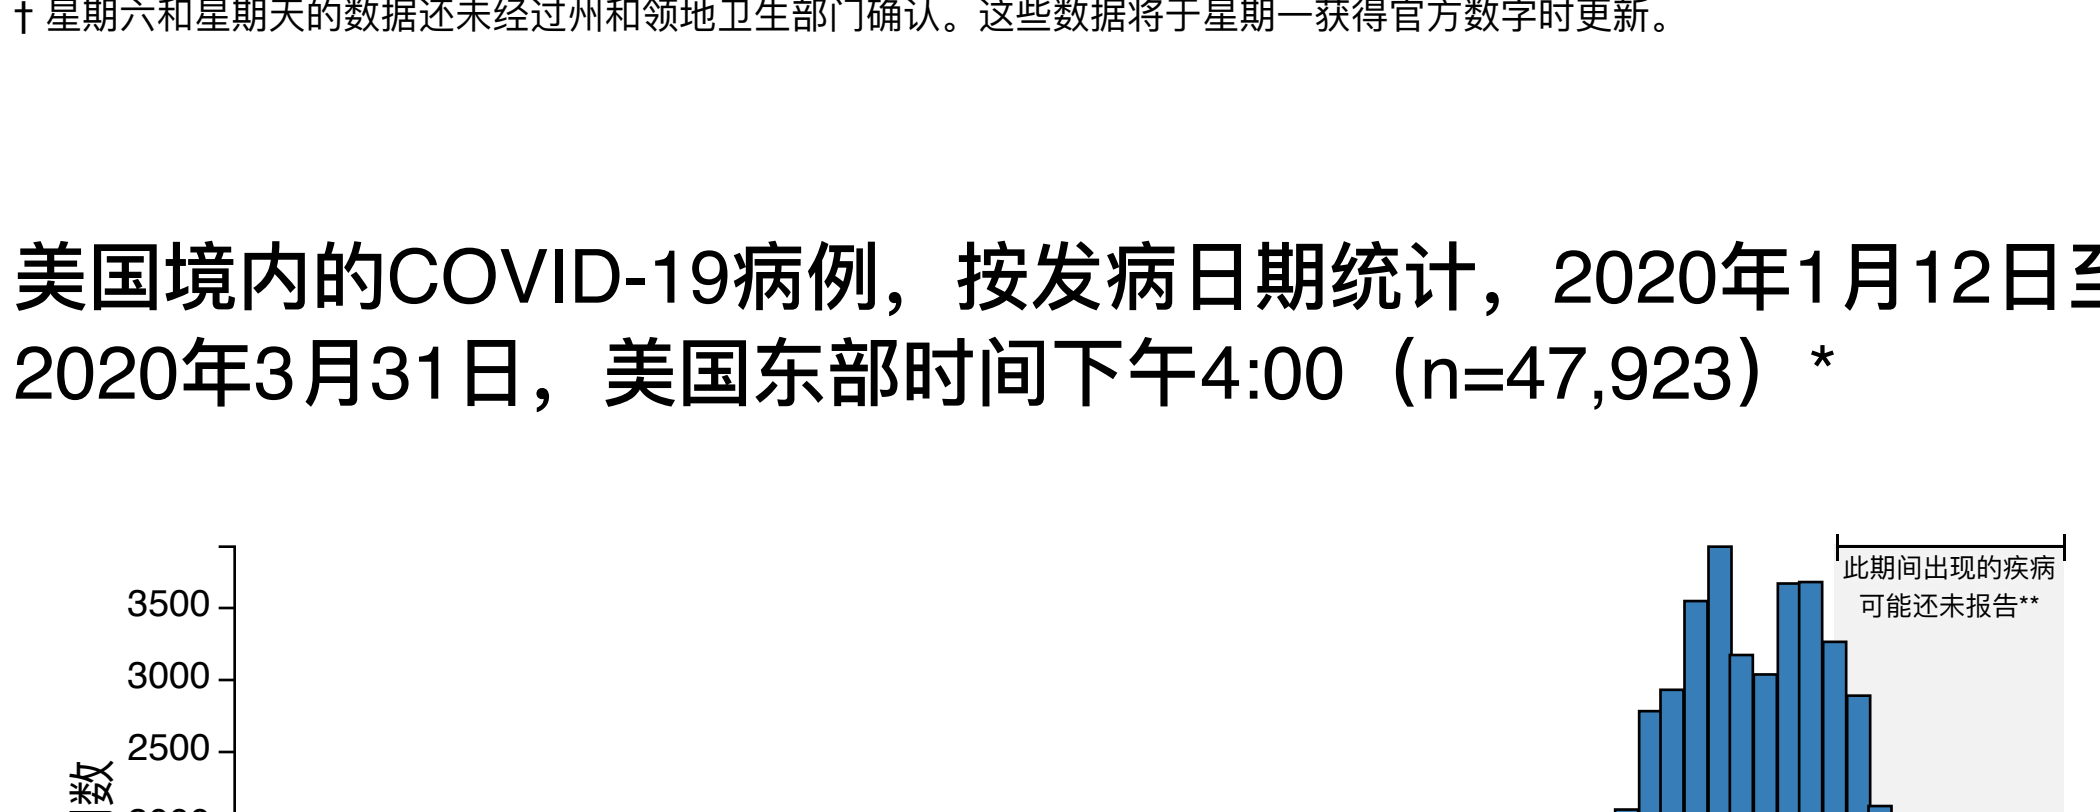 † 星期六和星期天的数据还未经过州和领地卫生部门确认。这些数据将于星期一获得官方数字时更新。
美国境内的COVID-19病例，按发病日期统计，2020年1月12日至
2020年3月31日，美国东部时间下午4:00（n=47,923）*
此期间出现的疾病
可能还未报告**
3500
3000
2500
数